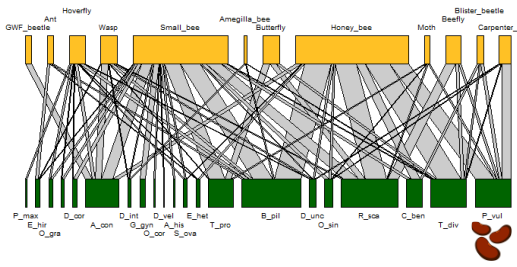 Hoverfly Amegilla_bee Blister_beetle
Ant Butterfly Beefly
GWF_beetle Wasp Small_bee Honey_bee Moth Carpenter_
P_max D_cor D_int D_vel E_het B_pil D_unc R_sca C_ben P_vul
E_hir A_con G_gyn A_his T_pro O_sin T_div
O_gra O_cor S_ova